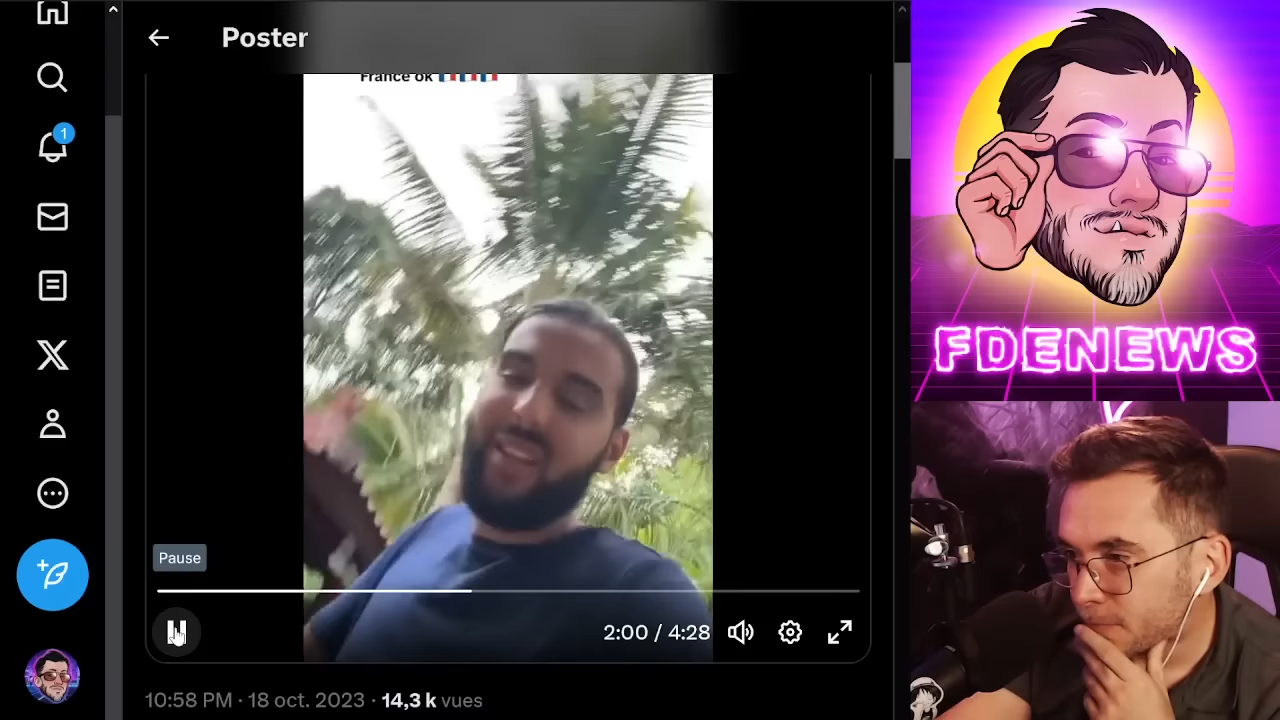 1
Poster
France ok 🇫🇷🇫🇷🇫🇷
FDENEWS
Pause
2:00 / 4:28
10:58 PM · 18 oct. 2023 · 14,3 k vues